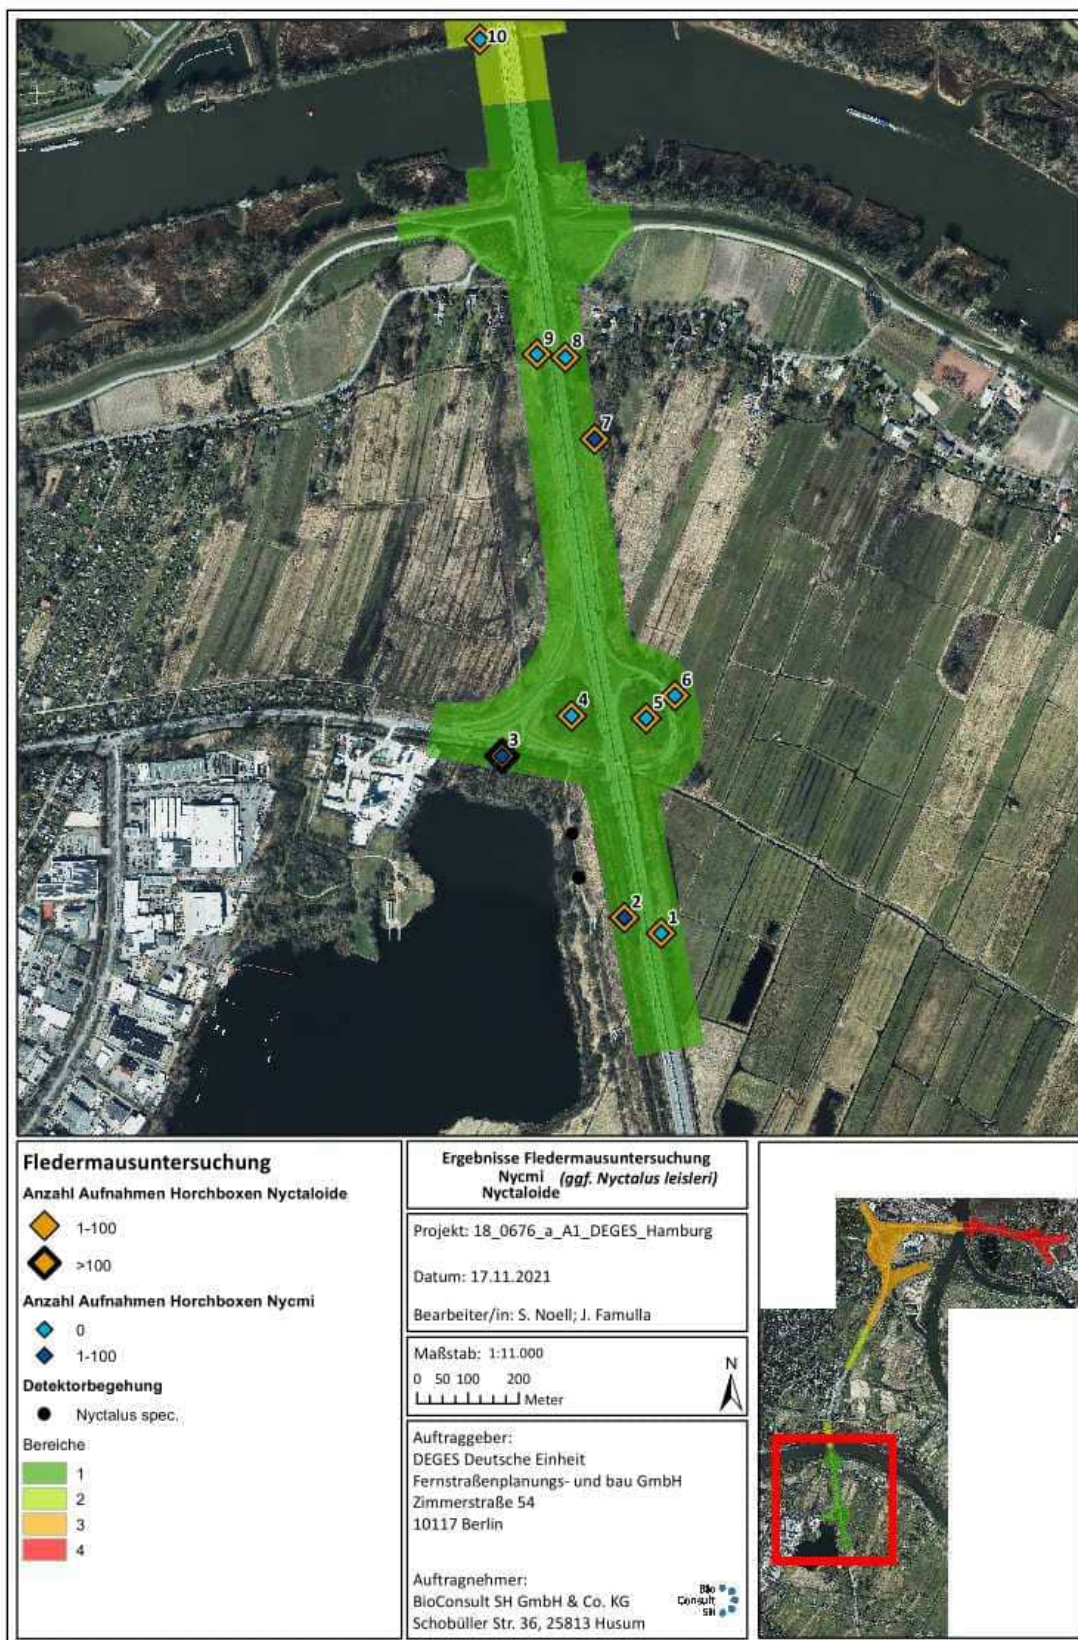 10
9
8
7
6
5
4
3
2
1
Fledermausuntersuchung
Anzahl Aufnahmen Horchboxen Nyctaloide
1-100
>100
Anzahl Aufnahmen Horchboxen Nycmi
0
1-100
Detektorbegehung
Nyctalus spec.
Bereiche
1
2
3
4
Ergebnisse Fledermausuntersuchung
Nycmi (ggf. Nyctalus leisleri)
Nyctaloide
Projekt: 18_0676_a_A1_DEGES_Hamburg
Datum: 17.11.2021
Bearbeiter/in: S. Noell; J. Famulla
Maßstab: 1:11.000
0 50 100 200
Meter
N
Auftraggeber:
DEGES Deutsche Einheit
Fernstraßenplanungs- und bau GmbH
Zimmerstraße 54
10117 Berlin
Auftragnehmer:
BioConsult SH GmbH & Co. KG
Schobüller Str. 36, 25813 Husum
Bio
Consult
SH